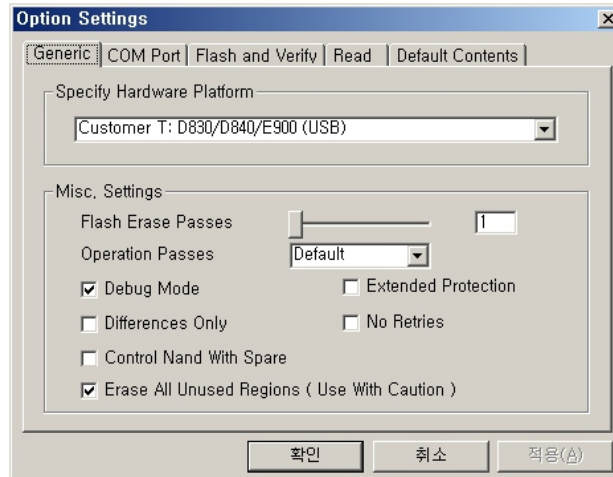 Option Settings
Generic COM Port Flash and Verify Read Default Contents
Specify Hardware Platform
Customer T: D830/D840/E900 (USB)
Misc. Settings
Flash Erase Passes 1
Operation Passes Default
Debug Mode Extended Protection
Differences Only No Retries
Control Nand With Spare
Erase All Unused Regions ( Use With Caution )
확인 취소 적용(A)